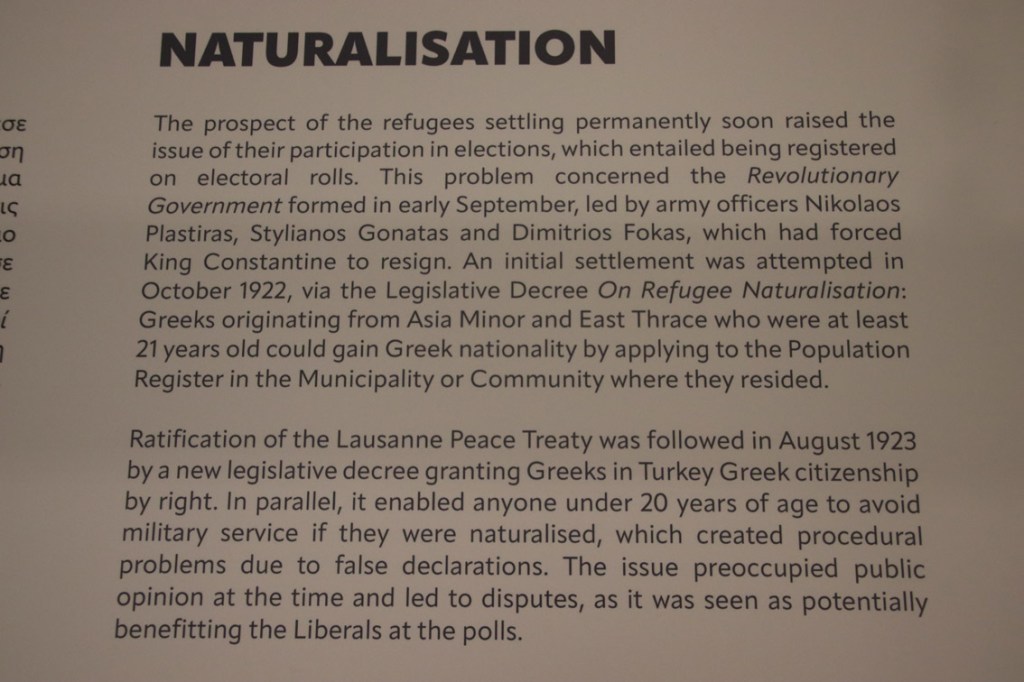 NATURALISATION
The prospect of the refugees settling permanently soon raised the
issue of their participation in elections, which entailed being registered
on electoral rolls. This problem concerned the Revolutionary
Government formed in early September, led by army officers Nikolaos
Plastiras, Stylianos Gonatas and Dimitrios Fokas, which had forced
King Constantine to resign. An initial settlement was attempted in
October 1922, via the Legislative Decree On Refugee Naturalisation:
Greeks originating from Asia Minor and East Thrace who were at least
21 years old could gain Greek nationality by applying to the Population
Register in the Municipality or Community where they resided.
Ratification of the Lausanne Peace Treaty was followed in August 1923
by a new legislative decree granting Greeks in Turkey Greek citizenship
by right. In parallel, it enabled anyone under 20 years of age to avoid
military service if they were naturalised, which created procedural
problems due to false declarations. The issue preoccupied public
opinion at the time and led to disputes, as it was seen as potentially
benefitting the Liberals at the polls.